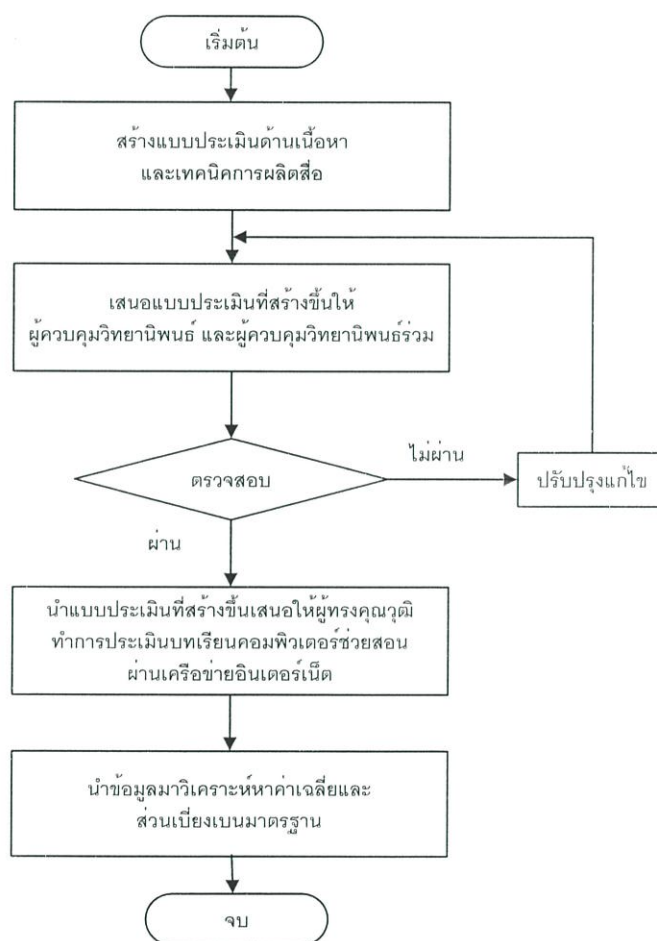 เริ่มต้น
สร้างแบบประเมินด้านเนื้อหา
และเทคนิคการผลิตสื่อ
เสนอแบบประเมินที่สร้างขึ้นให้
ผู้ควบคุมวิทยานิพนธ์ และผู้ควบคุมวิทยานิพนธ์ร่วม
ตรวจสอบ
ไม่ผ่าน
ปรับปรุงแก้ไข
ผ่าน
นำแบบประเมินที่สร้างขึ้นเสนอให้ผู้ทรงคุณวุฒิ
ทำการประเมินบทเรียนคอมพิวเตอร์ช่วยสอน
ผ่านเครือข่ายอินเตอร์เน็ต
นำข้อมูลมาวิเคราะห์หาค่าเฉลี่ยและ
ส่วนเบี่ยงเบนมาตรฐาน
จบ